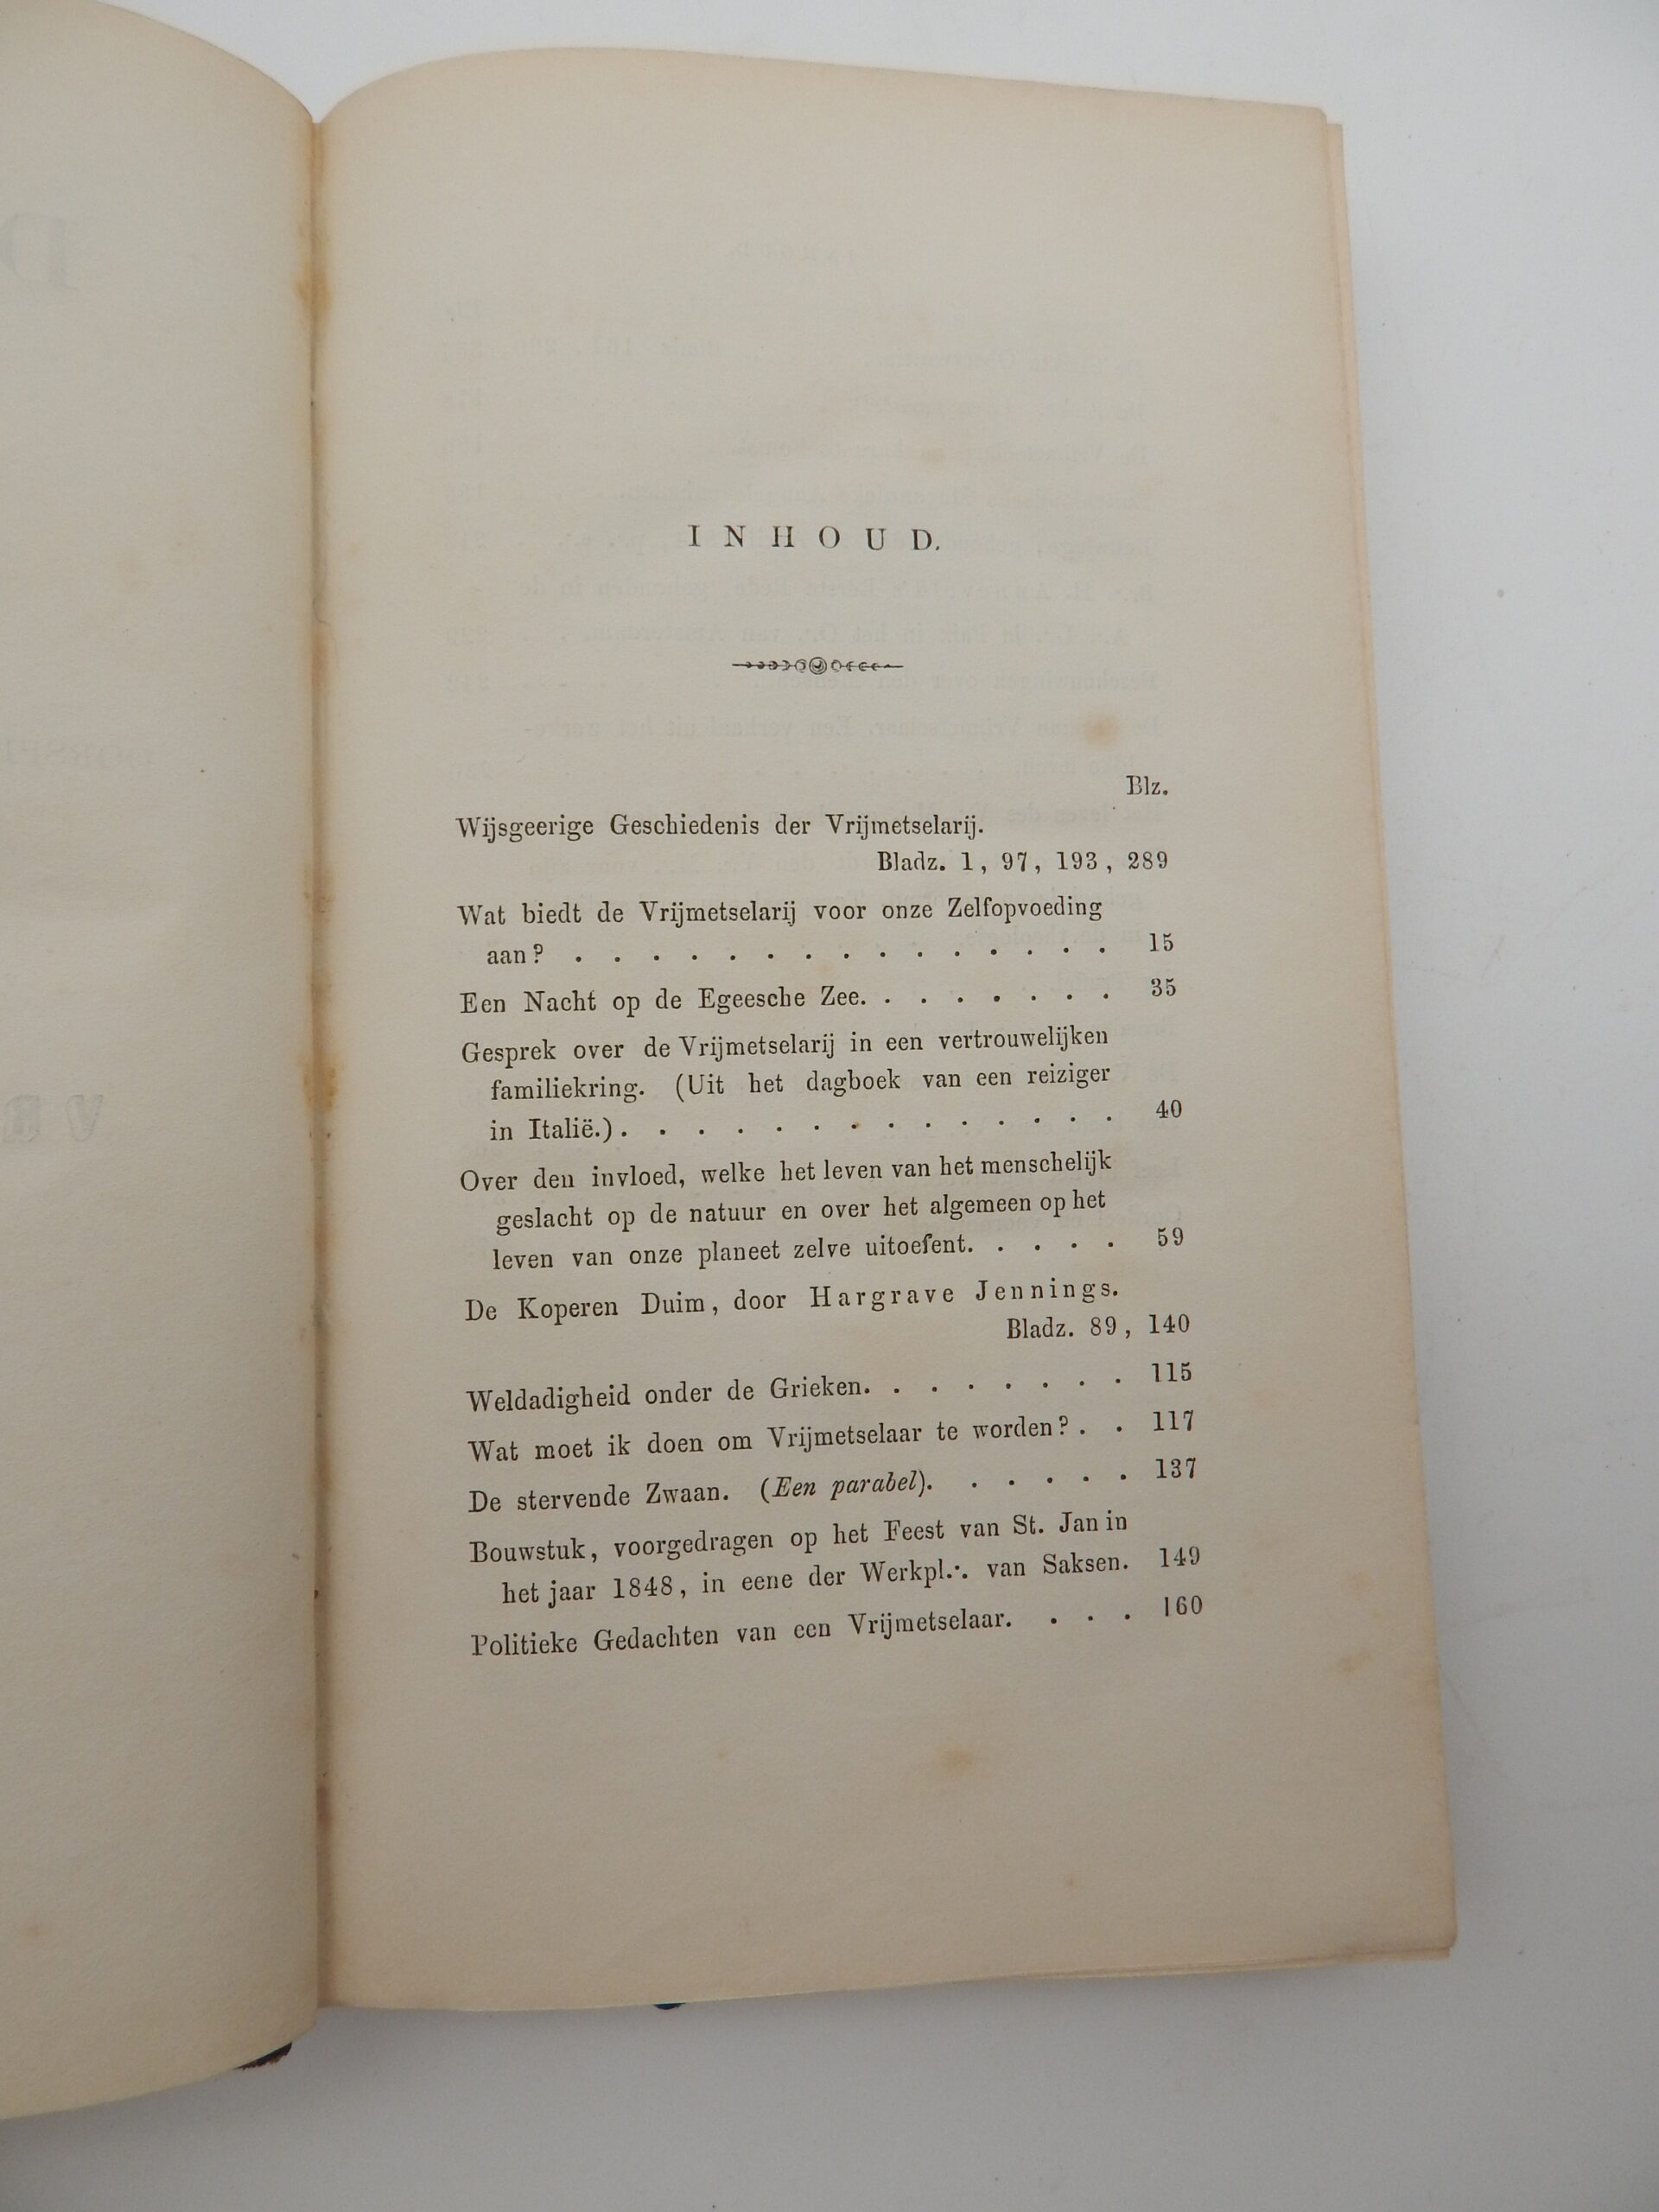 INHOUD.
Blz.
Wijsgeerige Geschiedenis der Vrijmetselarij.
Bladz. 1, 97, 193, 289
Wat biedt de Vrijmetselarij voor onze Zelfopvoeding
aan? . . . . . . . . . . . . . . . 15
Een Nacht op de Egeesche Zee. . . . . . . . 35
Gesprek over de Vrijmetselarij in een vertrouwelijken
familiekring. (Uit het dagboek van een reiziger
in Italië.) . . . . . . . . . . . . . . 40
Over den invloed, welke het leven van het menschelijk
geslacht op de natuur en over het algemeen op het
leven van onze planeet zelve uitoefent. . . . . 59
De Koperen Duim, door Hargrave Jennings.
Bladz. 89, 140
Weldadigheid onder de Grieken. . . . . . . . 115
Wat moet ik doen om Vrijmetselaar te worden? . . 117
De stervende Zwaan. (Een parabel). . . . . . 137
Bouwstuk, voorgedragen op het Feest van St. Jan in
het jaar 1848, in eene der Werkpl.·. van Saksen. 149
Politieke Gedachten van een Vrijmetselaar. . . . 160